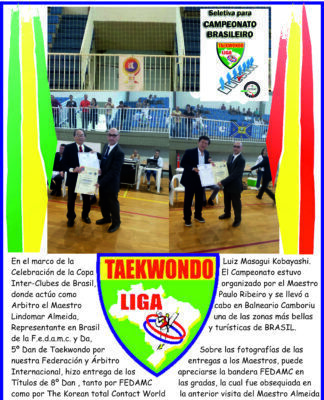 Seletiva para
CAMPEONATO
BRASILEIRO
TAEKWONDO
LIGA
TAEKWONDO
LIGA
En el marco de la
Celebración de la Copa
Inter-Clubes de Brasil,
donde actúo como
Arbitro el Maestro
Lindomar Almeida,
Representante en Brasil
de la F.e.d.a.m.c. y Da,
5º Dan de Taekwondo por
nuestra Federación y Árbitro
Internacional, hizo entrega de los
Títulos de 8º Dan , tanto por FEDAMC
como por The Korean total Contact World
Luiz Masagui Kobayashi.
El Campeonato estuvo
organizado por el Maestro
Paulo Ribeiro y se llevó a
cabo en Balneario Camboriu
una de las zonas más bellas
y turísticas de BRASIL.
Sobre las fotografías de las
entregas a los Maestros, puede
apreciarse la bandera FEDAMC en
las gradas, la cual fue obsequiada en
la anterior visita del Maestro Almeida